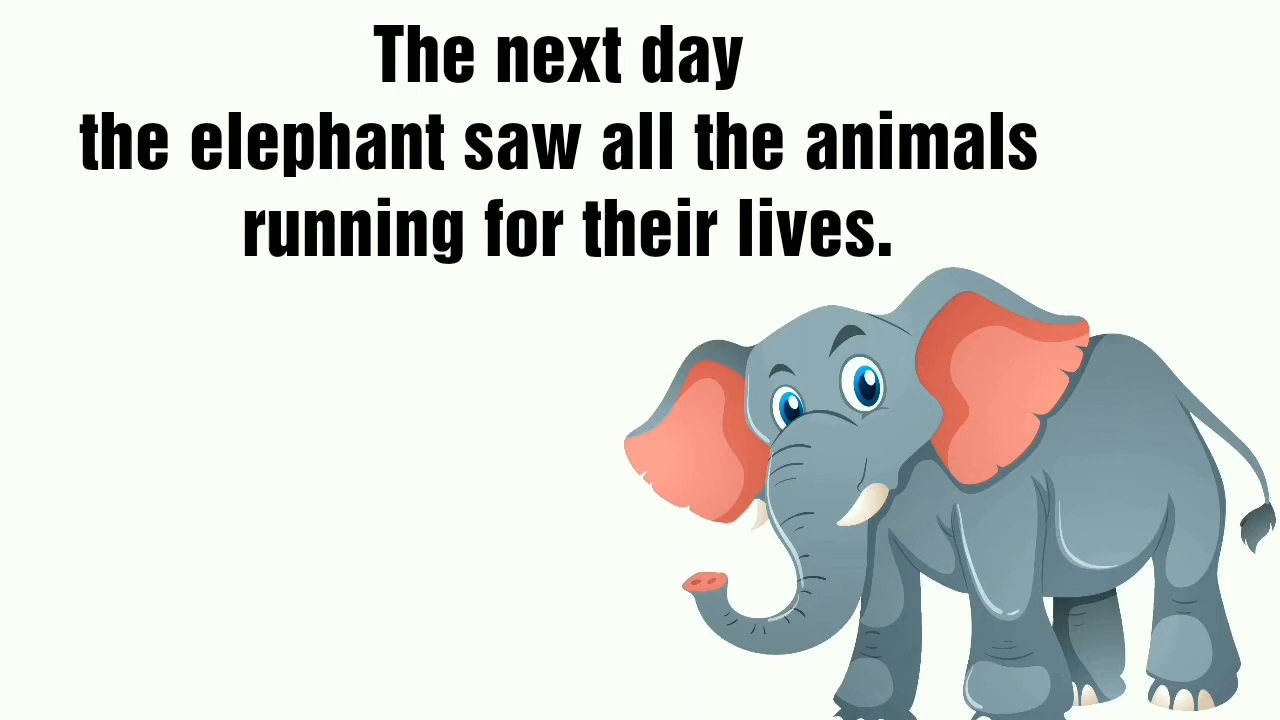 The next day
the elephant saw all the animals
running for their lives.